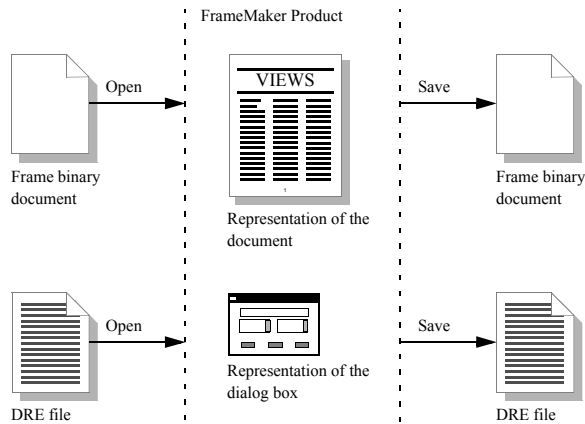 FrameMaker Product
Open
VIEWS
Save
1
Frame binary
document
Representation of the
document
Frame binary
document
Open
Save
DRE file
Representation of the
dialog box
DRE file